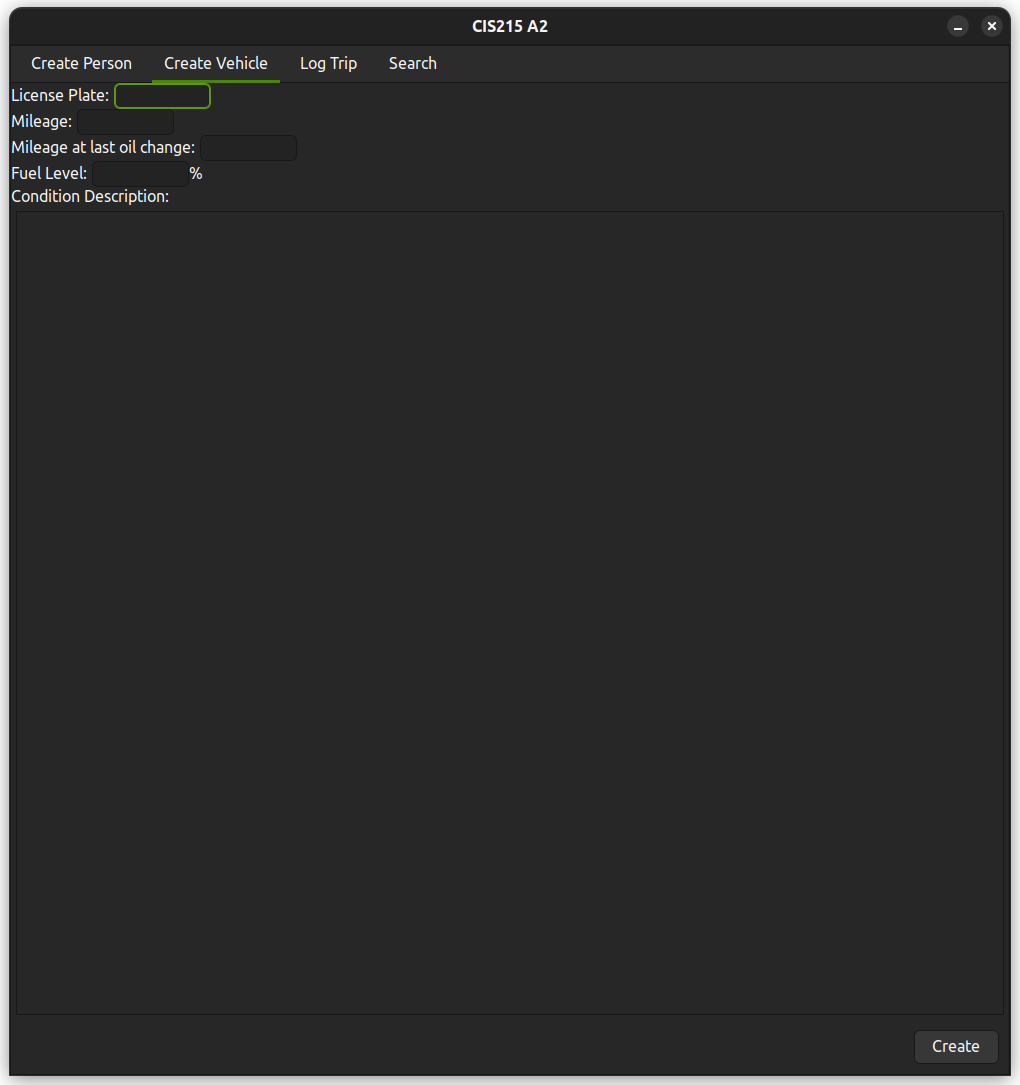 CIS215 A2
Create Person Create Vehicle Log Trip Search
License Plate:
Mileage:
Mileage at last oil change:
Fuel Level: %
Condition Description:
Create